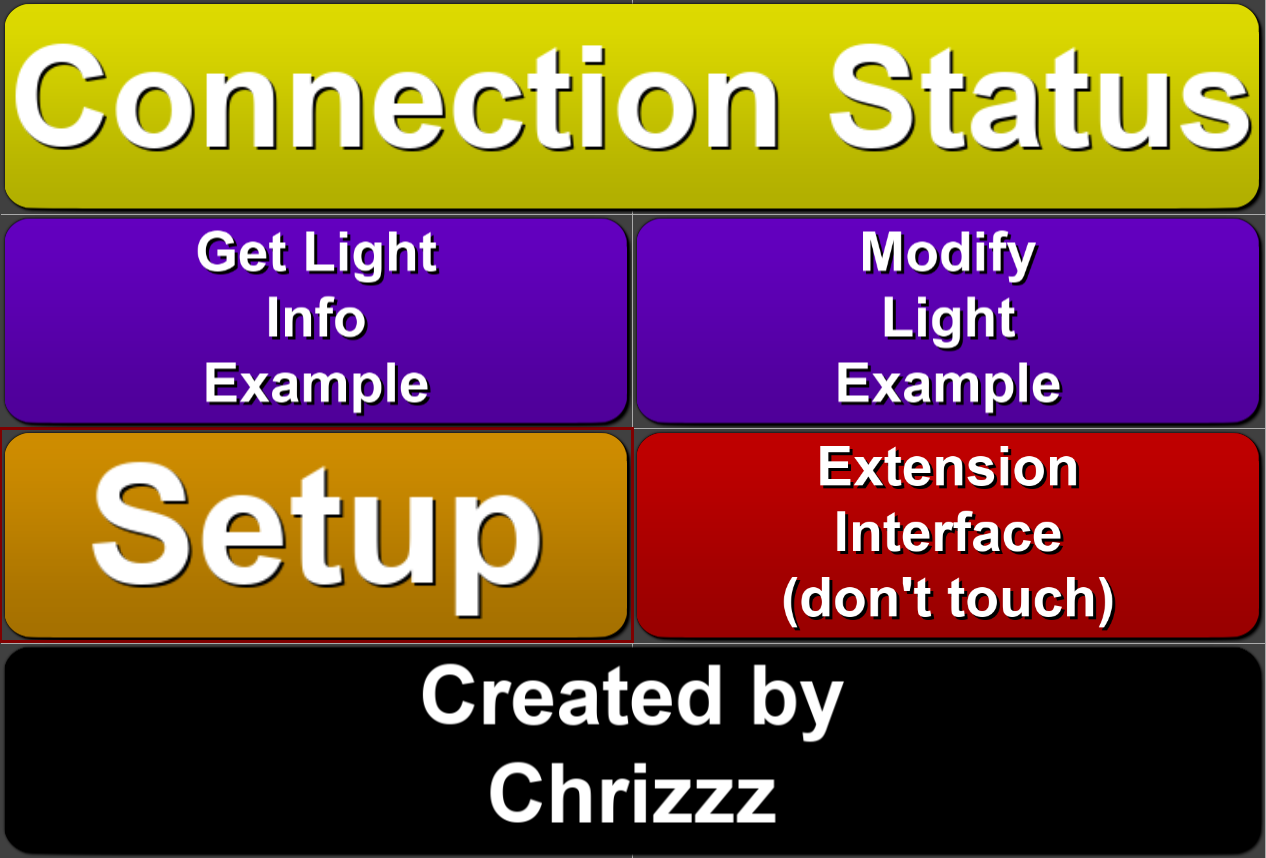 Connection Status
Get Light
Info
Example
Modify
Light
Example
Setup
Extension
Interface
(don't touch)
Created by
Chrizzz